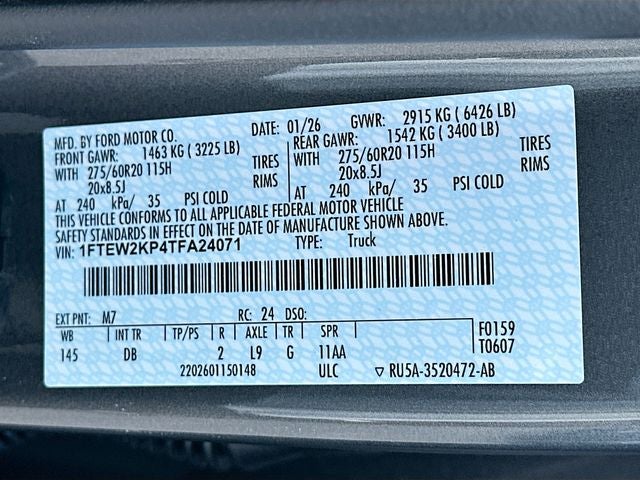 MFD. BY FORD MOTOR CO. DATE: 01/26 GVWR: 2915 KG ( 6426 LB)
FRONT GAWR: 1463 KG ( 3225 LB) REAR GAWR: 1542 KG ( 3400 LB)
WITH 275/60R20 115H TIRES WITH 275/60R20 115H TIRES
20x8.5J RIMS 20x8.5J RIMS
AT 240 kPa/ 35 PSI COLD AT 240 kPa/ 35 PSI COLD
THIS VEHICLE CONFORMS TO ALL APPLICABLE FEDERAL MOTOR VEHICLE
SAFETY STANDARDS IN EFFECT ON THE DATE OF MANUFACTURE SHOWN ABOVE.
VIN: 1FTEW2KP4TFA24071 TYPE: Truck
EXT PNT: M7 RC: 24 DSO:
WB INT TR TP/PS R AXLE TR SPR F0159
145 DB 2 L9 G 11AA T0607
2202601150148 ULC ▽ RU5A-3520472-AB